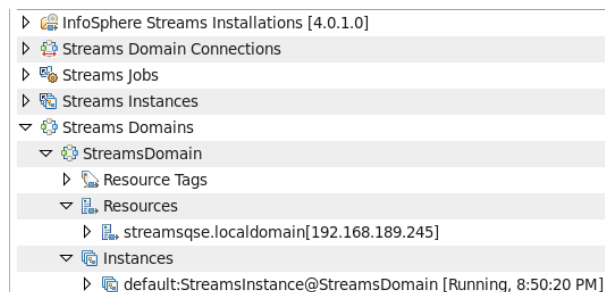 InfoSphere Streams Installations [4.0.1.0]
Streams Domain Connections
Streams Jobs
Streams Instances
Streams Domains
StreamsDomain
Resource Tags
Resources
streamsqse.localdomain[192.168.189.245]
Instances
default:StreamsInstance@StreamsDomain [Running, 8:50:20 PM]